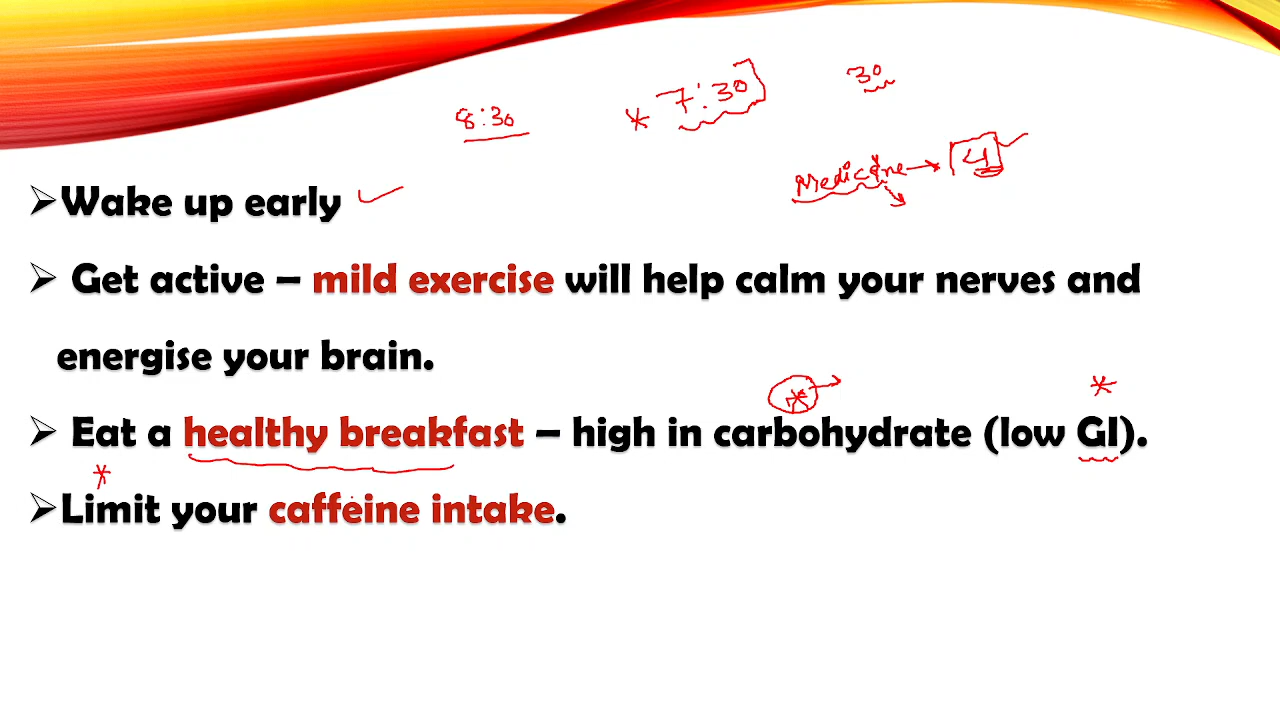 30
7:30
8:30
Medicine → 4
Wake up early
Get active – mild exercise will help calm your nerves and
energise your brain.
Eat a healthy breakfast – high in carbohydrate (low GI).
Limit your caffeine intake.